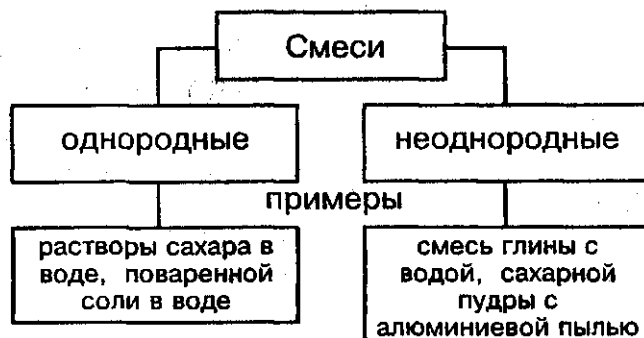 Смеси
однородные
неоднородные
примеры
растворы сахара в
воде, поваренной
соли в воде
смесь глины с
водой, сахарной
пудры с
алюминиевой пылью